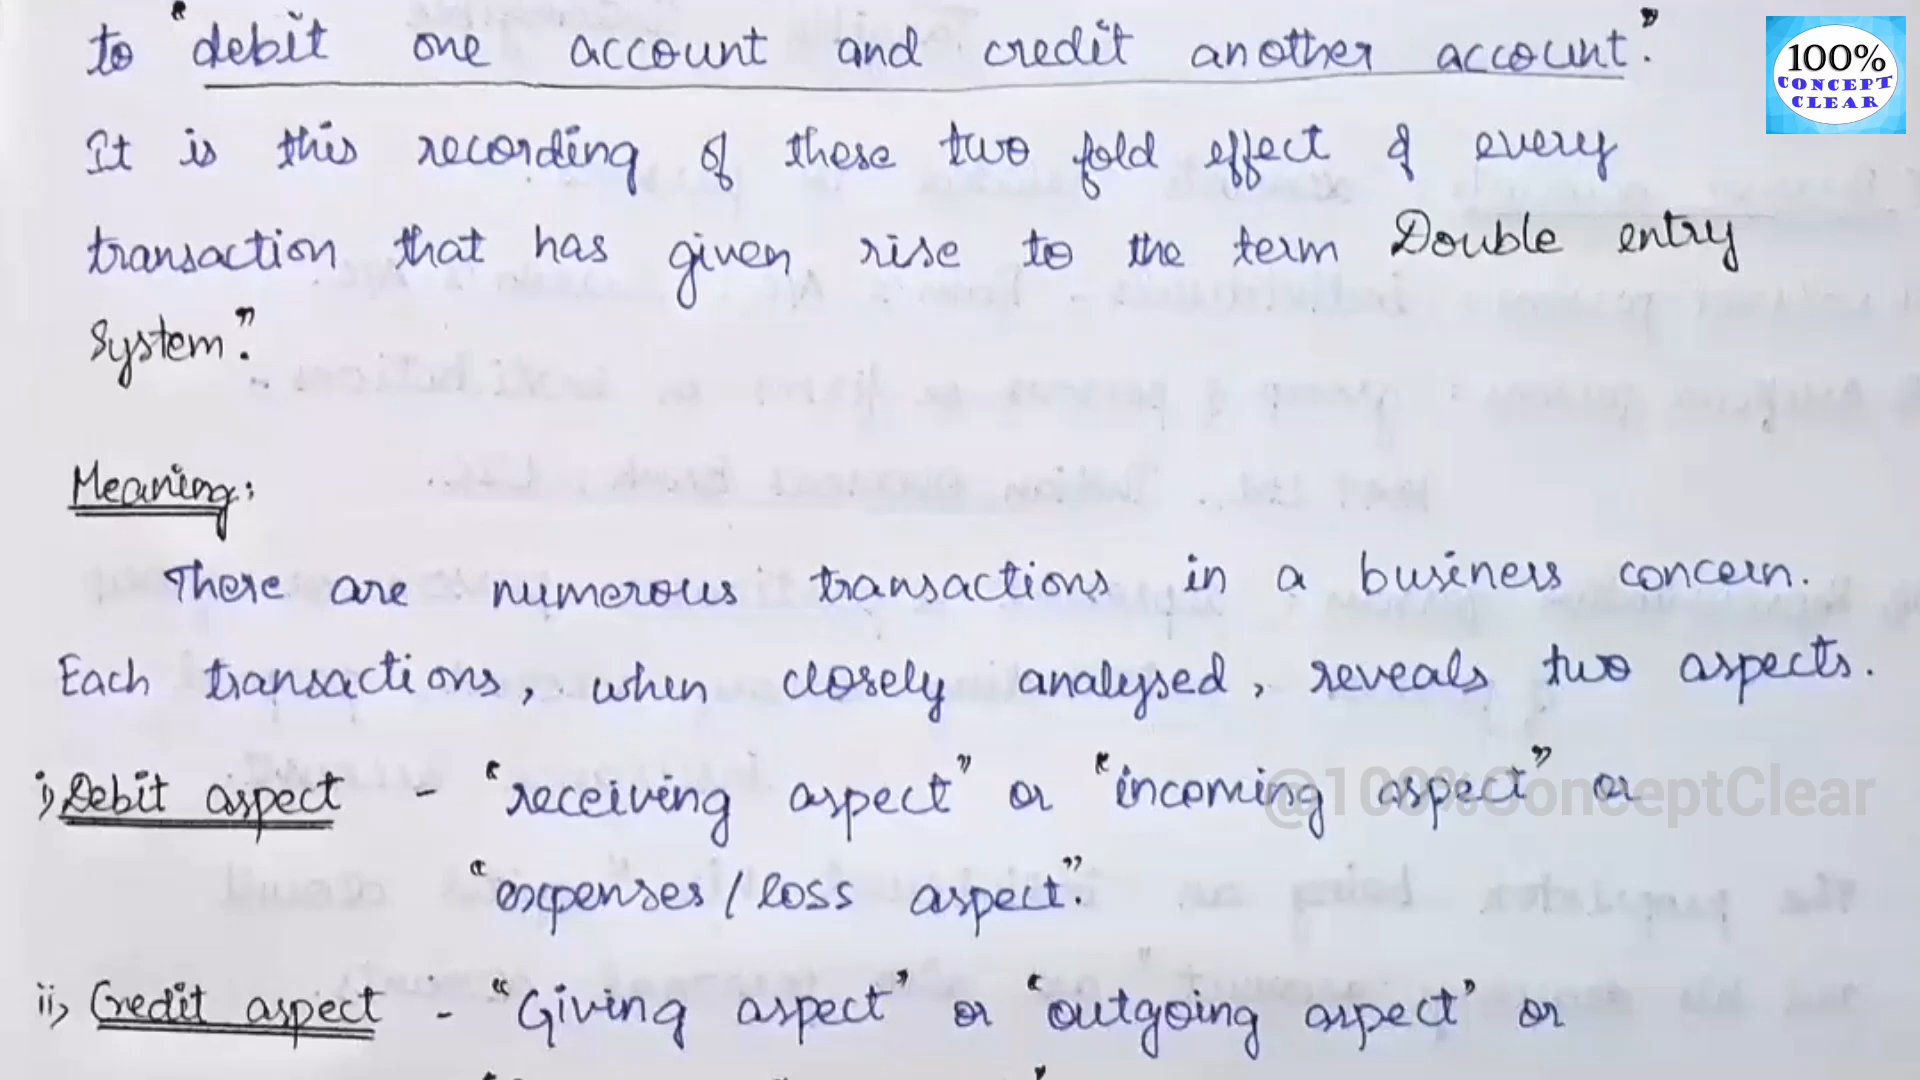 to "debit one account and credit another account."
It is this recording of these two fold effect of every
transaction that has given rise to the term Double entry
System."
Meaning:
There are numerous transactions in a business concern.
Each transactions, when closely analysed, reveals two aspects.
i) Debit aspect - "receiving aspect" or "incoming aspect" or
"expenses/loss aspect".
ii) Credit aspect - "Giving aspect" or "outgoing aspect" or
100%
CONCEPT
CLEAR
@100%ConceptClear